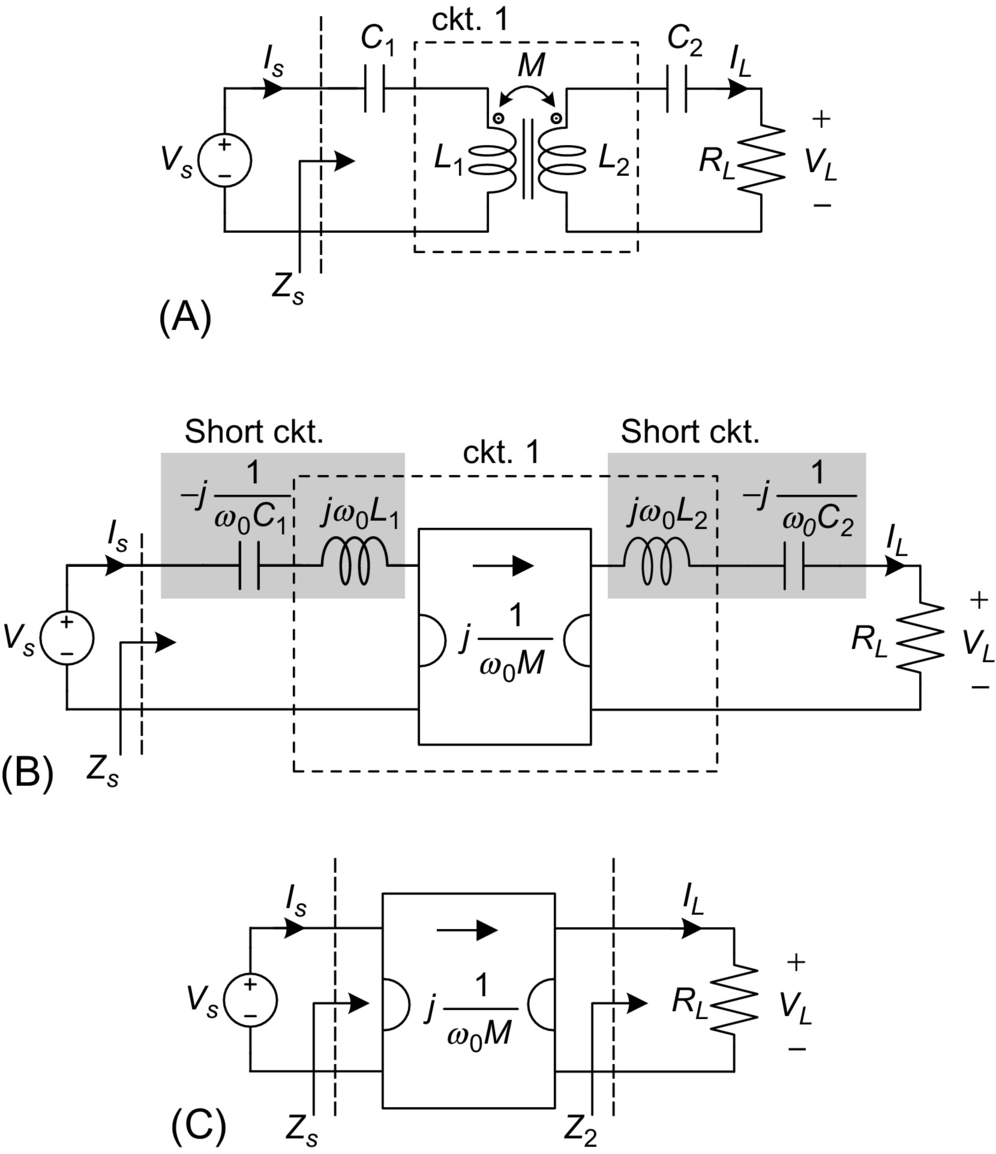 ckt. 1
I_s C_1 M C_2 I_L
V_s + − L_1 L_2 R_L + V_L −
Z_s
(A)
Short ckt. ckt. 1 Short ckt.
−j 1/ω_0C_1 jω_0L_1 jω_0L_2 −j 1/ω_0C_2
I_s I_L
V_s + − j 1/ω_0M R_L + V_L −
(B) Z_s
I_s I_L
V_s + − j 1/ω_0M R_L + V_L −
(C) Z_s Z_2